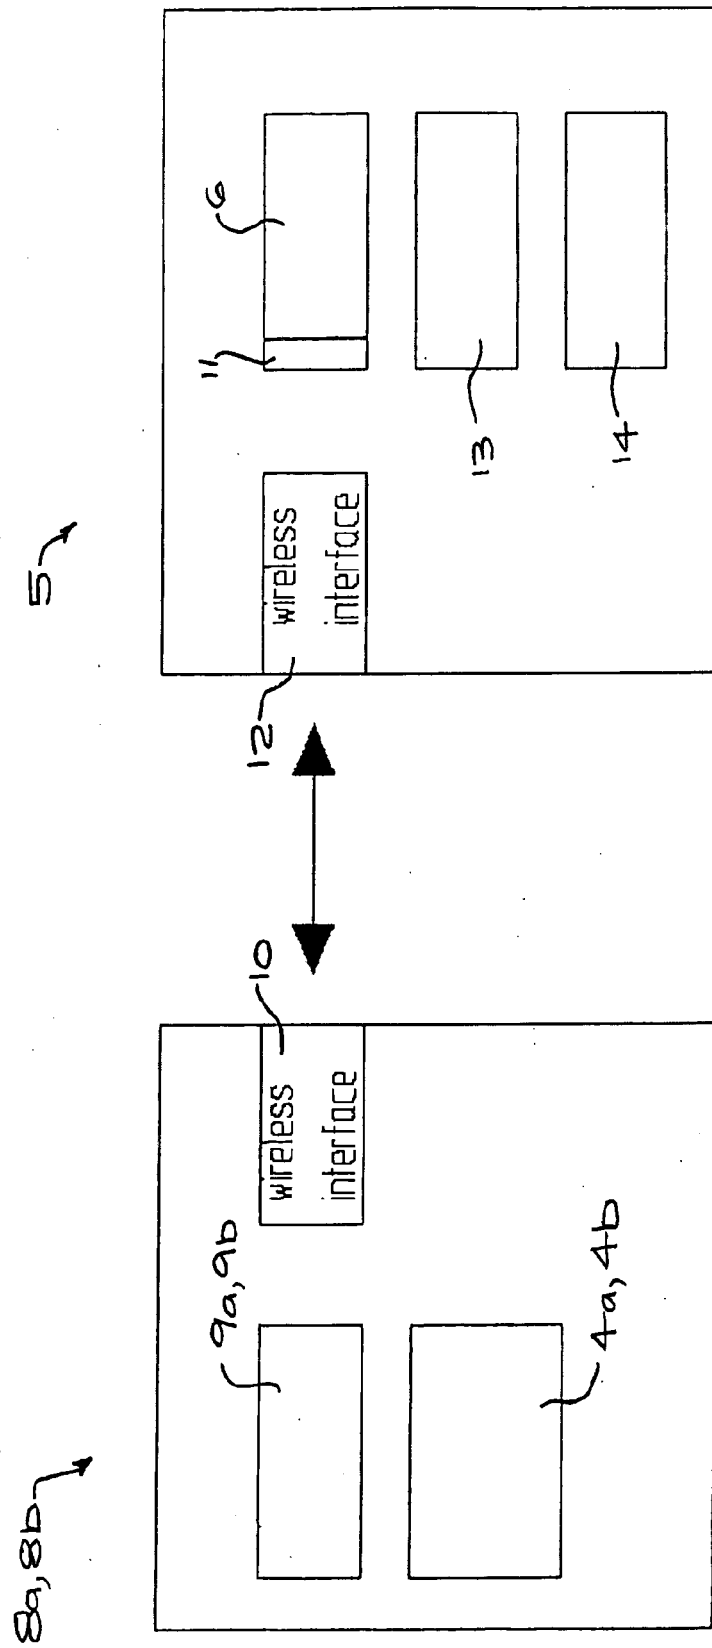 8a, 8b
9a, 9b
4a, 4b
wireless
interface
10
5
12
wireless
interface
11
6
13
14